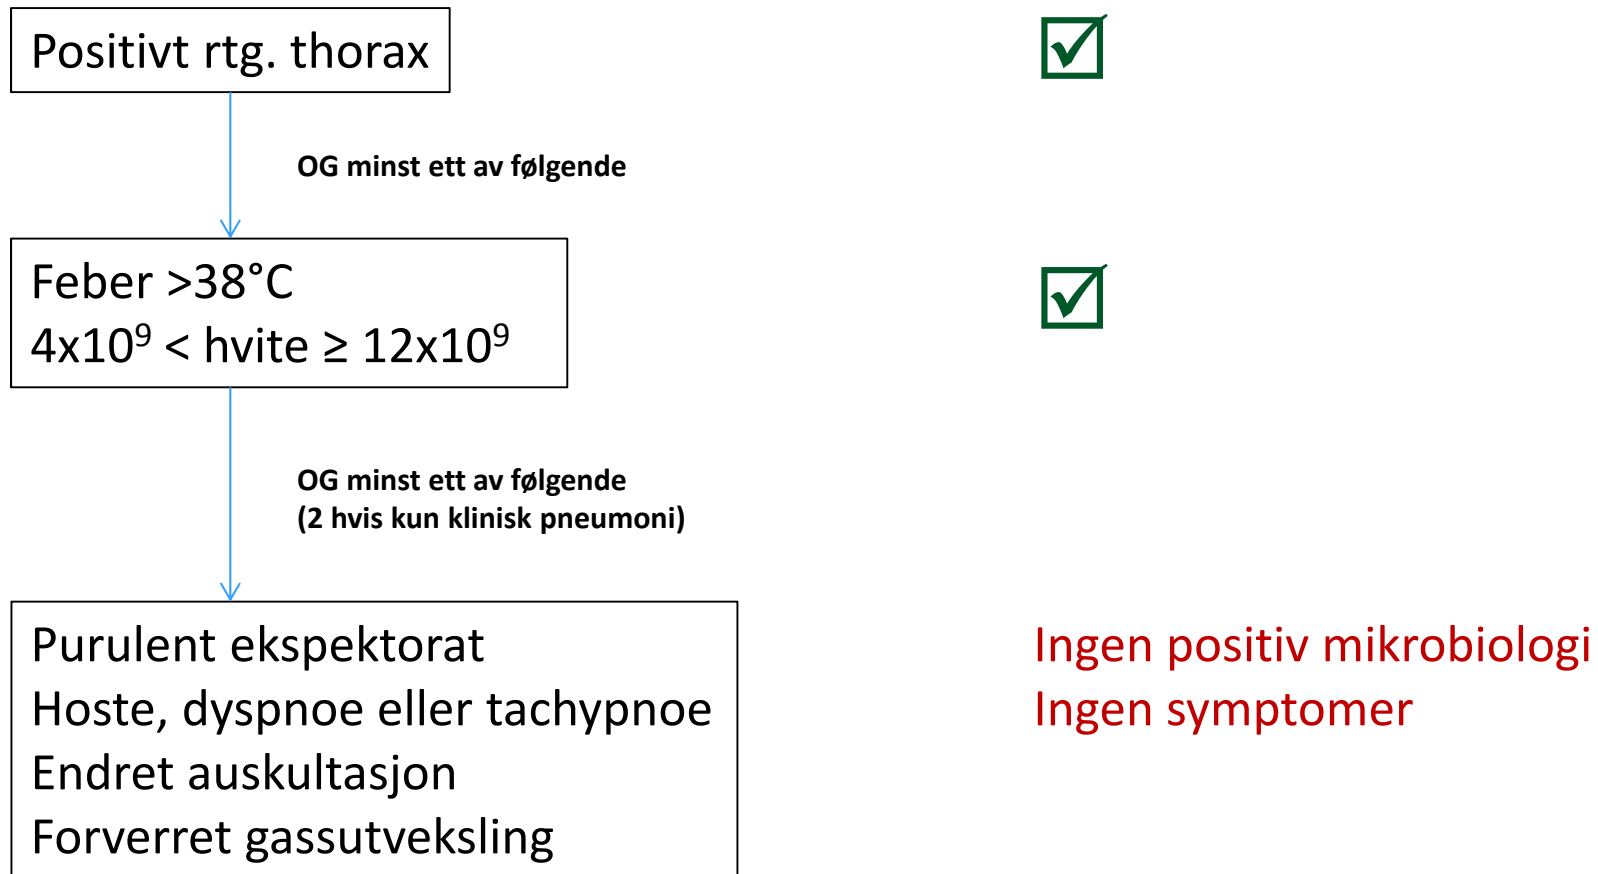 Positivt rtg. thorax
OG minst ett av følgende
Feber >38°C
4x10⁹ < hvite ≥ 12x10⁹
OG minst ett av følgende
(2 hvis kun klinisk pneumoni)
Purulent ekspektorat
Hoste, dyspnoe eller tachypnoe
Endret auskultasjon
Forverret gassutveksling
Ingen positiv mikrobiologi
Ingen symptomer